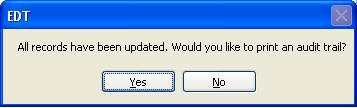 EDT
All records have been updated. Would you like to print an audit trail?
Yes No